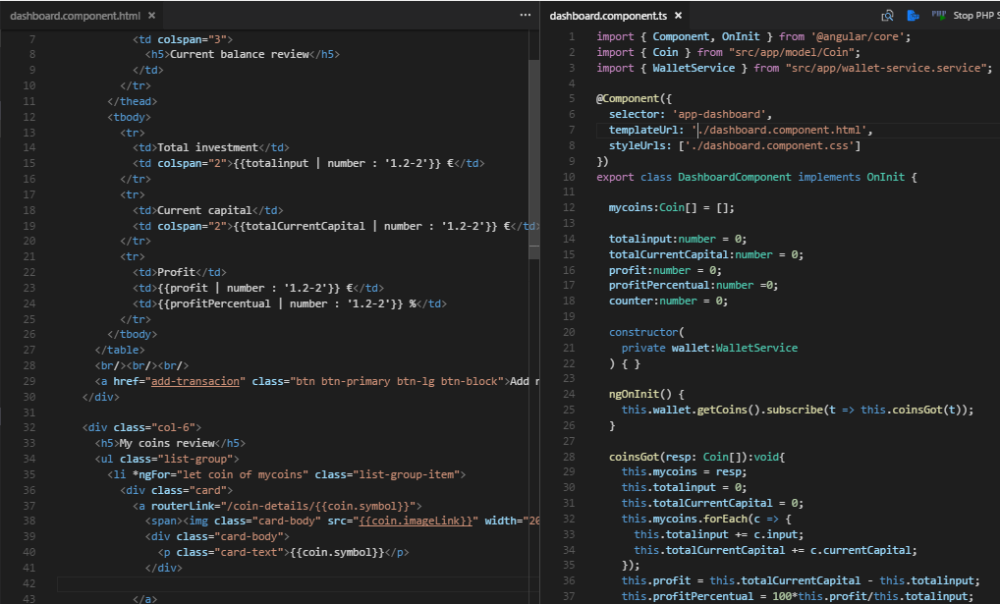 dashboard.component.html ×
7 <td colspan="3">
8 <h5>Current balance review</h5>
9 </td>
10 </tr>
11 </thead>
12 <tbody>
13 <tr>
14 <td>Total investment</td>
15 <td colspan="2">{{totalinput | number : '1.2-2'}} €</td>
16 </tr>
17 <tr>
18 <td>Current capital</td>
19 <td colspan="2">{{totalCurrentCapital | number : '1.2-2'}} €</td>
20 </tr>
21 <tr>
22 <td>Profit</td>
23 <td>{{profit | number : '1.2-2'}} €</td>
24 <td>{{profitPercentual | number : '1.2-2'}} %</td>
25 </tr>
26 </tbody>
27 </table>
28 <br/><br/><br/>
29 <a href="add-transacion" class="btn btn-primary btn-lg btn-block">Add
30 </div>
31
32 <div class="col-6">
33 <h5>My coins review</h5>
34 <ul class="list-group">
35 <li *ngFor="let coin of mycoins" class="list-group-item">
36 <div class="card">
37 <a routerLink="/coin-details/{{coin.symbol}}">
38 <span><img class="card-body" src="{{coin.imageLink}}" width="20
39 <div class="card-body">
40 <p class="card-text">{{coin.symbol}}</p>
41 </div>
42
43 </a>
dashboard.component.ts × PHP Stop PHP S
1 import { Component, OnInit } from '@angular/core';
2 import { Coin } from "src/app/model/Coin";
3 import { WalletService } from "src/app/wallet-service.service";
4
5 @Component({
6 selector: 'app-dashboard',
7 templateUrl: './dashboard.component.html',
8 styleUrls: ['./dashboard.component.css']
9 })
10 export class DashboardComponent implements OnInit {
11
12 mycoins:Coin[] = [];
13
14 totalinput:number = 0;
15 totalCurrentCapital:number = 0;
16 profit:number = 0;
17 profitPercentual:number =0;
18 counter:number = 0;
19
20 constructor(
21 private wallet:WalletService
22 ) { }
23
24 ngOnInit() {
25 this.wallet.getCoins().subscribe(t => this.coinsGot(t));
26 }
27
28 coinsGot(resp: Coin[]):void{
29 this.mycoins = resp;
30 this.totalinput = 0;
31 this.totalCurrentCapital = 0;
32 this.mycoins.forEach(c => {
33 this.totalinput += c.input;
34 this.totalCurrentCapital += c.currentCapital;
35 });
36 this.profit = this.totalCurrentCapital - this.totalinput;
37 this.profitPercentual = 100*this.profit/this.totalinput;